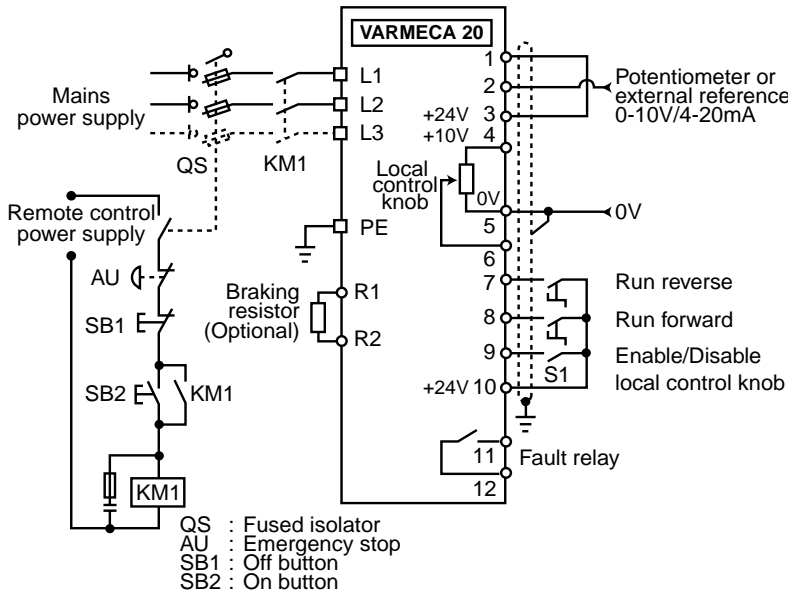 VARMECA 20
L1
L2
L3
Mains
power supply
QS
KM1
1
2
+24V 3
+10V 4
Potentiometer or
external reference
0-10V/4-20mA
Local
control
knob
0V
5
0V
6
Remote control
power supply
PE
AU
SB1
SB2
KM1
KM1
Braking
resistor
(Optional)
R1
R2
7
Run reverse
8
Run forward
9
S1
Enable/Disable
local control knob
+24V 10
11
12
Fault relay
QS : Fused isolator
AU : Emergency stop
SB1 : Off button
SB2 : On button